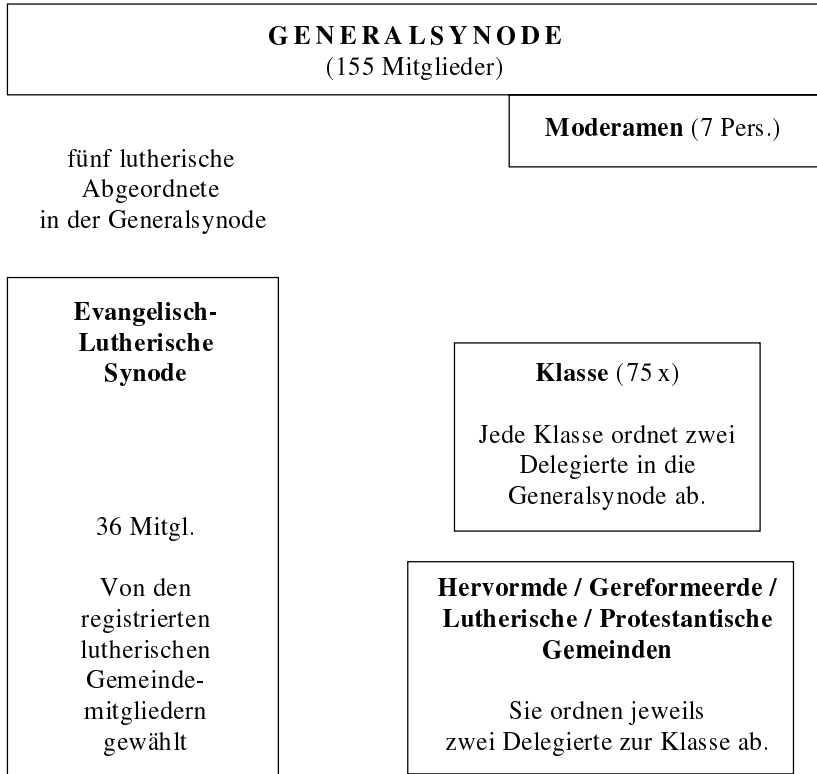 GENERALSYNODE
(155 Mitglieder)
Moderamen (7 Pers.)
fünf lutherische
Abgeordnete
in der Generalsynode
Evangelisch-
Lutherische
Synode
36 Mitgl.
Von den
registrierten
lutherischen
Gemeinde-
mitgliedern
gewählt
Klasse (75 x)
Jede Klasse ordnet zwei
Delegierte in die
Generalsynode ab.
Hervormde / Gereformeerde /
Lutherische / Protestantische
Gemeinden
Sie ordnen jeweils
zwei Delegierte zur Klasse ab.